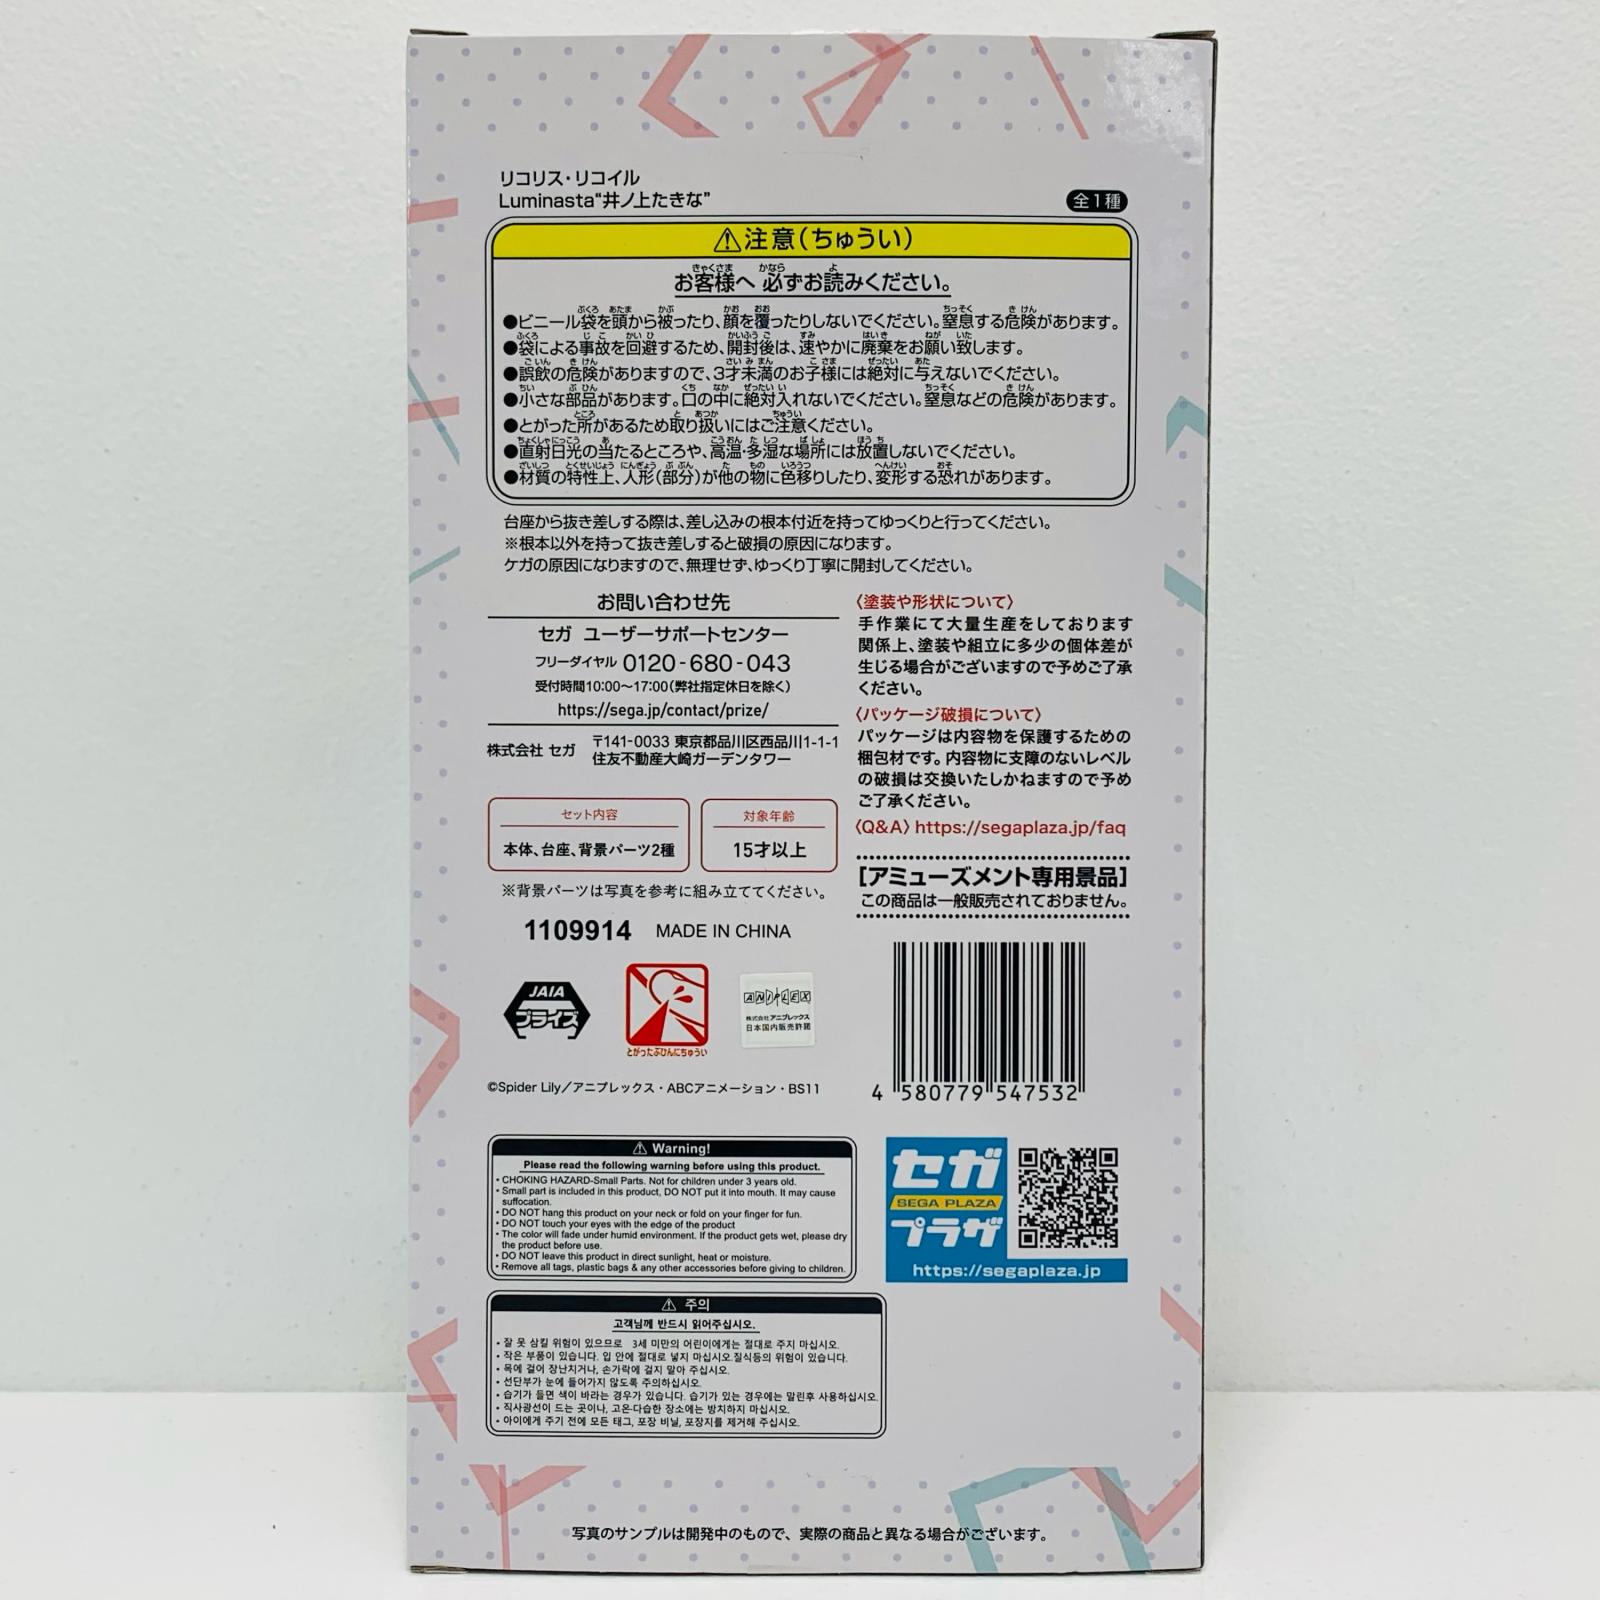 リコリス・リコイル
Luminasta“井ノ上たきな”
全1種
⚠注意(ちゅうい)
お客様へ 必ずお読みください。
●ビニール袋を頭から被ったり、顔を覆ったりしないでください。窒息する危険があります。
●袋による事故を回避するため、開封後は、速やかに廃棄をお願い致します。
●誤飲の危険がありますので、3才未満のお子様には絶対に与えないでください。
●小さな部品があります。口の中に絶対入れないでください。窒息などの危険があります。
●とがった所があるため取り扱いにはご注意ください。
●直射日光の当たるところや、高温・多湿な場所には放置しないでください。
●材質の特性上、人形(部分)が他の物に色移りしたり、変形する恐れがあります。
台座から抜き差しする際は、差し込みの根本付近を持ってゆっくりと行ってください。
※根本以外を持って抜き差しすると破損の原因になります。
ケガの原因になりますので、無理せず、ゆっくり丁寧に開封してください。
お問い合わせ先
セガ ユーザーサポートセンター
フリーダイヤル 0120-680-043
受付時間10:00〜17:00(弊社指定休日を除く)
https://sega.jp/contact/prize/
株式会社 セガ 〒141-0033 東京都品川区西品川1-1-1
住友不動産大崎ガーデンタワー
〈塗装や形状について〉
手作業にて大量生産をしております
関係上、塗装や組立に多少の個体差が
生じる場合がございますので予めご了承
ください。
〈パッケージ破損について〉
パッケージは内容物を保護するための
梱包材です。内容物に支障のないレベル
の破損は交換いたしかねますので予め
ご了承ください。
〈Q&A〉https://segaplaza.jp/faq
セット内容
本体、台座、背景パーツ2種
対象年齢
15才以上
※背景パーツは写真を参考に組み立ててください。
[アミューズメント専用景品]
この商品は一般販売されておりません。
1109914 MADE IN CHINA
JAIA
プライズ
とがったぶひんにちゅうい
ANIPLEX
株式会社アニプレックス
日本国内販売許諾
©Spider Lily／アニプレックス・ABCアニメーション・BS11
4 580779 547532
⚠ Warning!
Please read the following warning before using this product.
• CHOKING HAZARD-Small Parts. Not for children under 3 years old.
• Small part is included in this product, DO NOT put it into mouth. It may cause
suffocation.
• DO NOT hang this product on your neck or fold on your finger for fun.
• DO NOT touch your eyes with the edge of the product
• The color will fade under humid environment. If the product gets wet, please dry
the product before use.
• DO NOT leave this product in direct sunlight, heat or moisture.
• Remove all tags, plastic bags & any other accessories before giving to children.
セガ
SEGA PLAZA
プラザ
https://segaplaza.jp
⚠ 주의
고객님께 반드시 읽어주십시오.
• 잘 못 삼킬 위험이 있으므로 3세 미만의 어린이에게는 절대로 주지 마십시오.
• 작은 부품이 있습니다. 입 안에 절대로 넣지 마십시오.질식등의 위험이 있습니다.
• 목에 걸어 장난치거나, 손가락에 걸지 말아 주십시오.
• 선단부가 눈에 들어가지 않도록 주의하십시오.
• 습기가 들면 색이 바라는 경우가 있습니다. 습기가 있는 경우에는 말린후 사용하십시오.
• 직사광선이 드는 곳이나, 고온·다습한 장소에는 방치하지 마십시오.
• 아이에게 주기 전에 모든 태그, 포장 비닐, 포장지를 제거해 주십시오.
写真のサンプルは開発中のもので、実際の商品と異なる場合がございます。